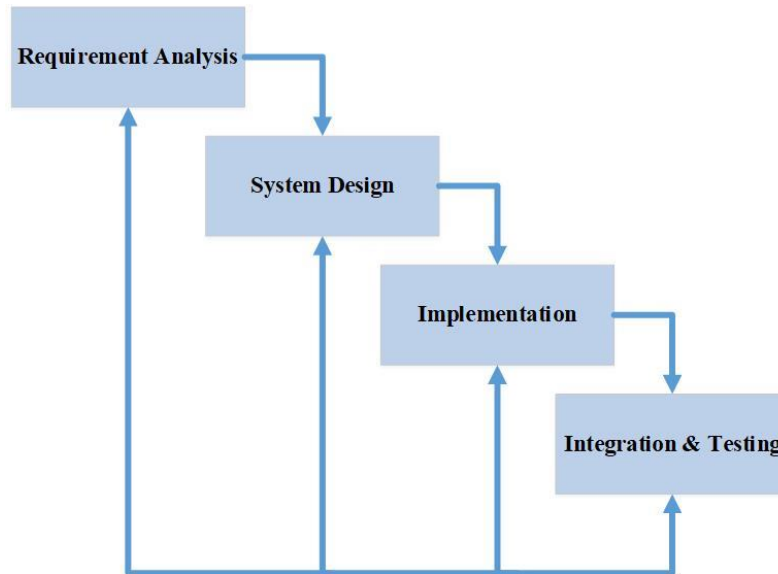 Requirement Analysis
System Design
Implementation
Integration & Testing